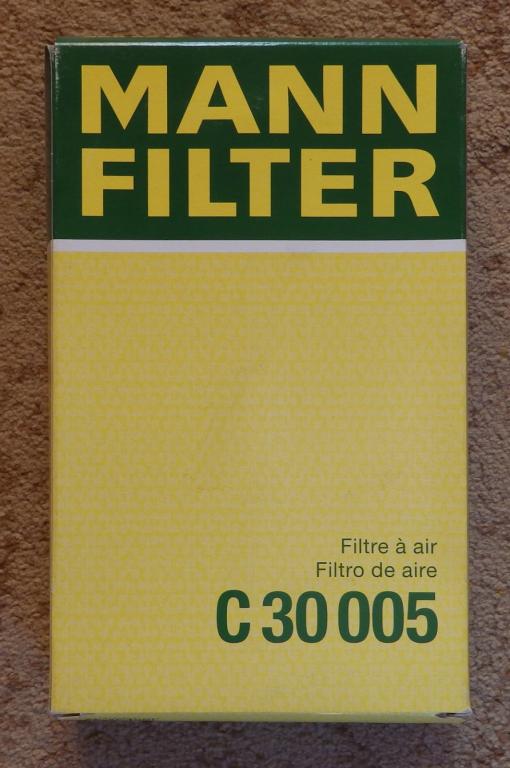 MANN
FILTER
Filtre à air
Filtro de aire
C 30 005